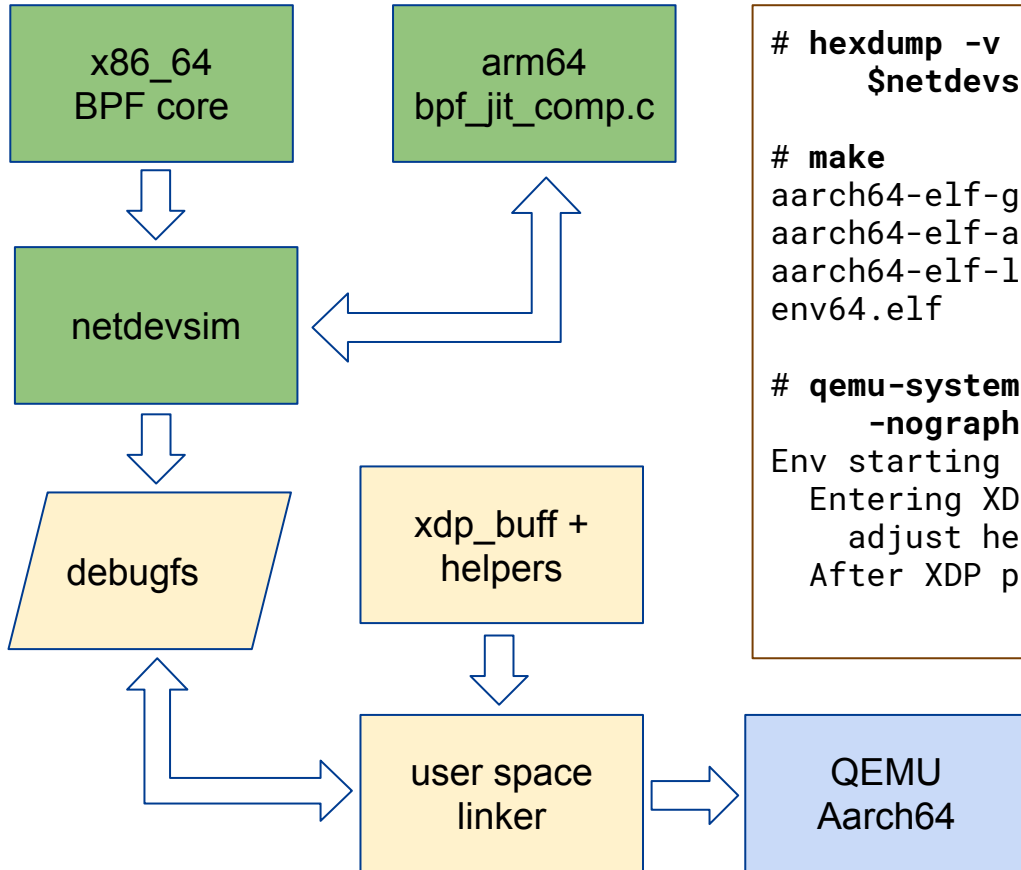 x86_64
BPF core
arm64
bpf_jit_comp.c
netdevsim
debugfs
xdp_buff +
helpers
user space
linker
QEMU
Aarch64
# hexdump -v
$netdevs
# make
aarch64-elf-g
aarch64-elf-a
aarch64-elf-l
env64.elf
# qemu-system
-nograph
Env starting
Entering XD
adjust he
After XDP p